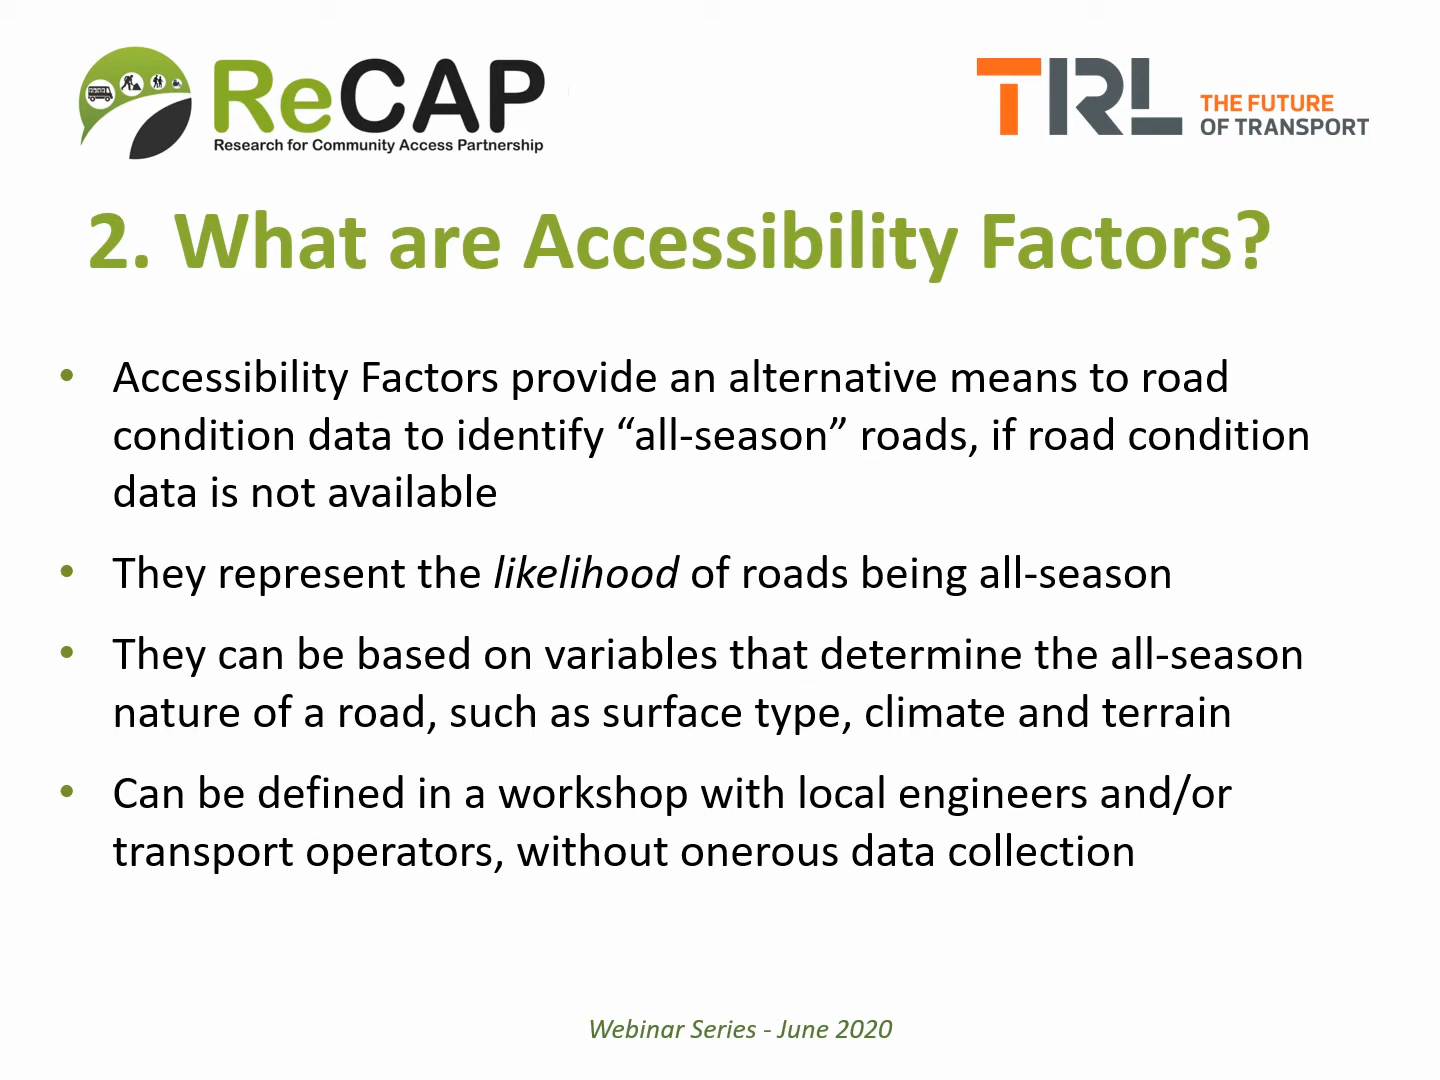 ReCAP
Research for Community Access Partnership
TRL
THE FUTURE
OF TRANSPORT
2. What are Accessibility Factors?
• Accessibility Factors provide an alternative means to road
condition data to identify “all-season” roads, if road condition
data is not available
• They represent the likelihood of roads being all-season
• They can be based on variables that determine the all-season
nature of a road, such as surface type, climate and terrain
• Can be defined in a workshop with local engineers and/or
transport operators, without onerous data collection
Webinar Series - June 2020